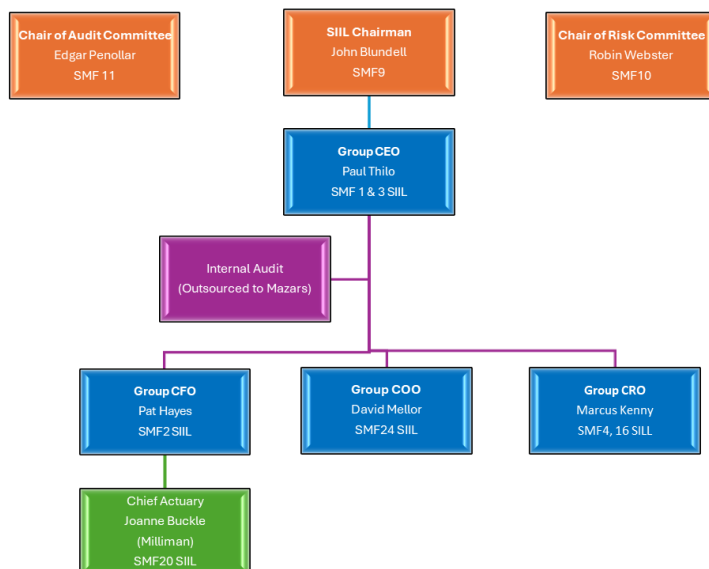 Chair of Audit Committee
Edgar Penollar
SMF 11
SIIL Chairman
John Blundell
SMF9
Chair of Risk Committee
Robin Webster
SMF10
Group CEO
Paul Thilo
SMF 1 & 3 SIIL
Internal Audit
(Outsourced to Mazars)
Group CFO
Pat Hayes
SMF2 SIIL
Group COO
David Mellor
SMF24 SIIL
Group CRO
Marcus Kenny
SMF4, 16 SILL
Chief Actuary
Joanne Buckle
(Milliman)
SMF20 SIIL